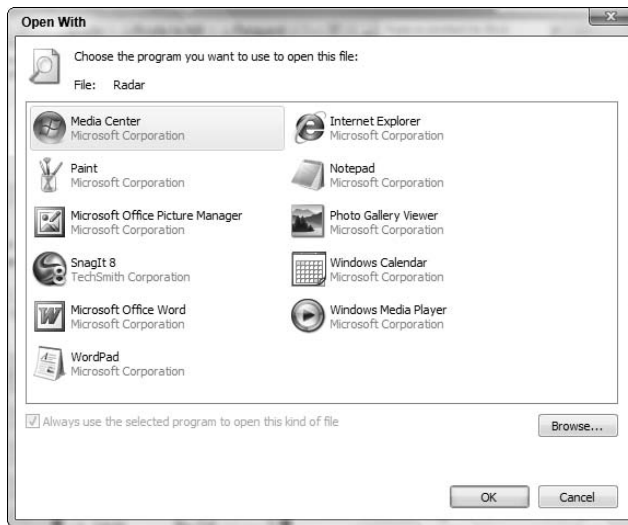 Open With
Choose the program you want to use to open this file:
File: Radar
Media Center
Microsoft Corporation
Internet Explorer
Microsoft Corporation
Paint
Microsoft Corporation
Notepad
Microsoft Corporation
Microsoft Office Picture Manager
Microsoft Corporation
Photo Gallery Viewer
Microsoft Corporation
SnagIt 8
TechSmith Corporation
Windows Calendar
Microsoft Corporation
Microsoft Office Word
Microsoft Corporation
Windows Media Player
Microsoft Corporation
WordPad
Microsoft Corporation
Always use the selected program to open this kind of file
Browse...
OK
Cancel